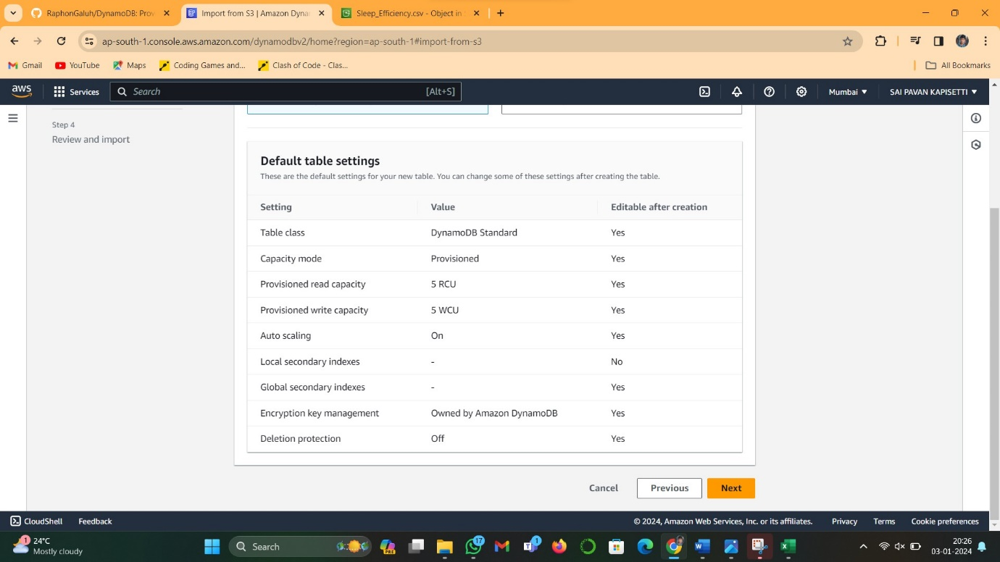 RaphonGaluh/DynamoDB: Prov
Import from S3 | Amazon Dyna
Sleep_Efficiency.csv - Object in
ap-south-1.console.aws.amazon.com/dynamodbv2/home?region=ap-south-1#import-from-s3
Gmail YouTube Maps Coding Games and... Clash of Code - Clas... All Bookmarks
aws Services Search [Alt+S] Mumbai SAI PAVAN KAPISETTI
Step 4
Review and import
Default table settings
These are the default settings for your new table. You can change some of these settings after creating the table.
Setting Value Editable after creation
Table class DynamoDB Standard Yes
Capacity mode Provisioned Yes
Provisioned read capacity 5 RCU Yes
Provisioned write capacity 5 WCU Yes
Auto scaling On Yes
Local secondary indexes - No
Global secondary indexes - Yes
Encryption key management Owned by Amazon DynamoDB Yes
Deletion protection Off Yes
Cancel Previous Next
CloudShell Feedback © 2024, Amazon Web Services, Inc. or its affiliates. Privacy Terms Cookie preferences
1 24°C
Mostly cloudy
Search
PRE
17
1
20:26
03-01-2024